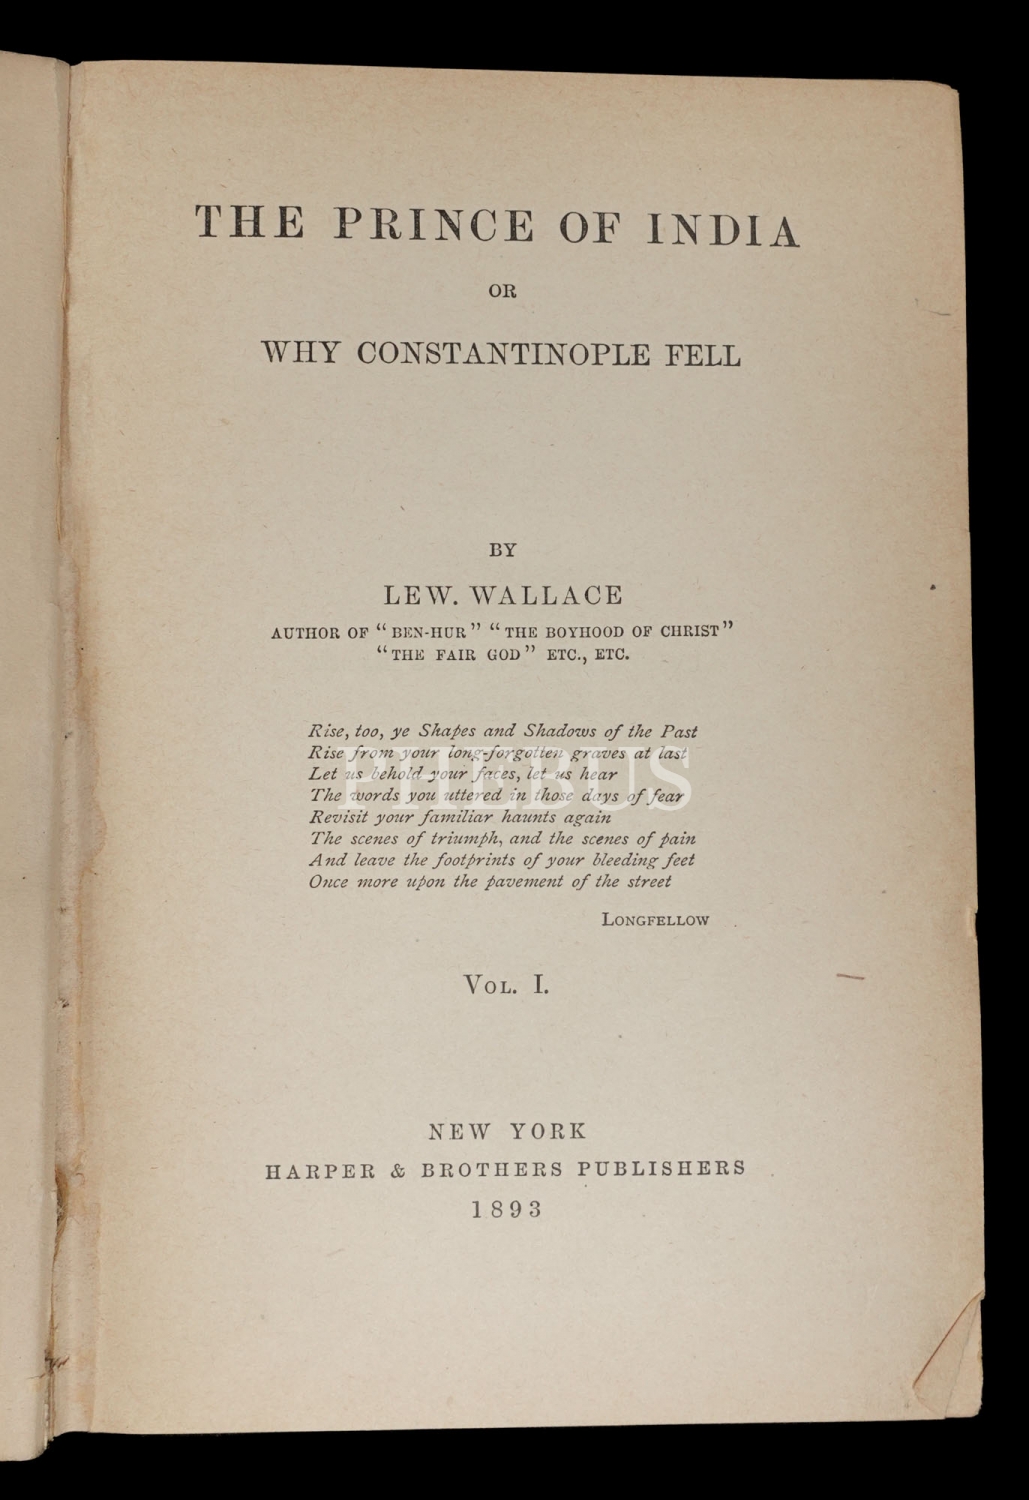 THE PRINCE OF INDIA
OR
WHY CONSTANTINOPLE FELL
BY
LEW. WALLACE
AUTHOR OF "BEN-HUR" "THE BOYHOOD OF CHRIST"
"THE FAIR GOD" ETC., ETC.
Rise, too, ye Shapes and Shadows of the Past
Rise from your long-forgotten graves at last
Let us behold your faces, let us hear
The words you uttered in those days of fear
Revisit your familiar haunts again
The scenes of triumph, and the scenes of pain
And leave the footprints of your bleeding feet
Once more upon the pavement of the street
LONGFELLOW
PHEBUS
VOL. I.
NEW YORK
HARPER & BROTHERS PUBLISHERS
1893